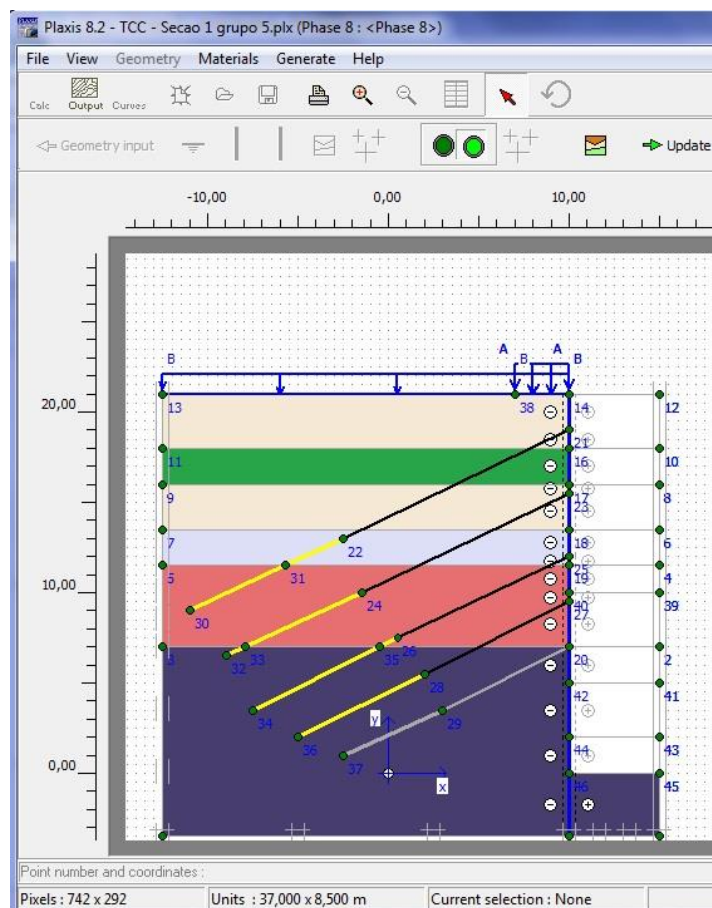 Plaxis 8.2 - TCC - Secao 1 grupo 5.plx (Phase 8 : <Phase 8>)
File View Geometry Materials Generate Help
Calc Output Curves
Geometry input Update
-10,00 0,00 10,00
A A
B B B
20,00
13 38 14 12
21
11 16 10
9 17 8
23
7 22 18 6
25
5 31 19 4
10,00
24 40 39
30 27
26
3 32 33 35 20 2
28 42 41
34 29
y
36 44 43
37
0,00
x
46 45
Point number and coordinates :
Pixels : 742 x 292 Units : 37,000 x 8,500 m Current selection : None